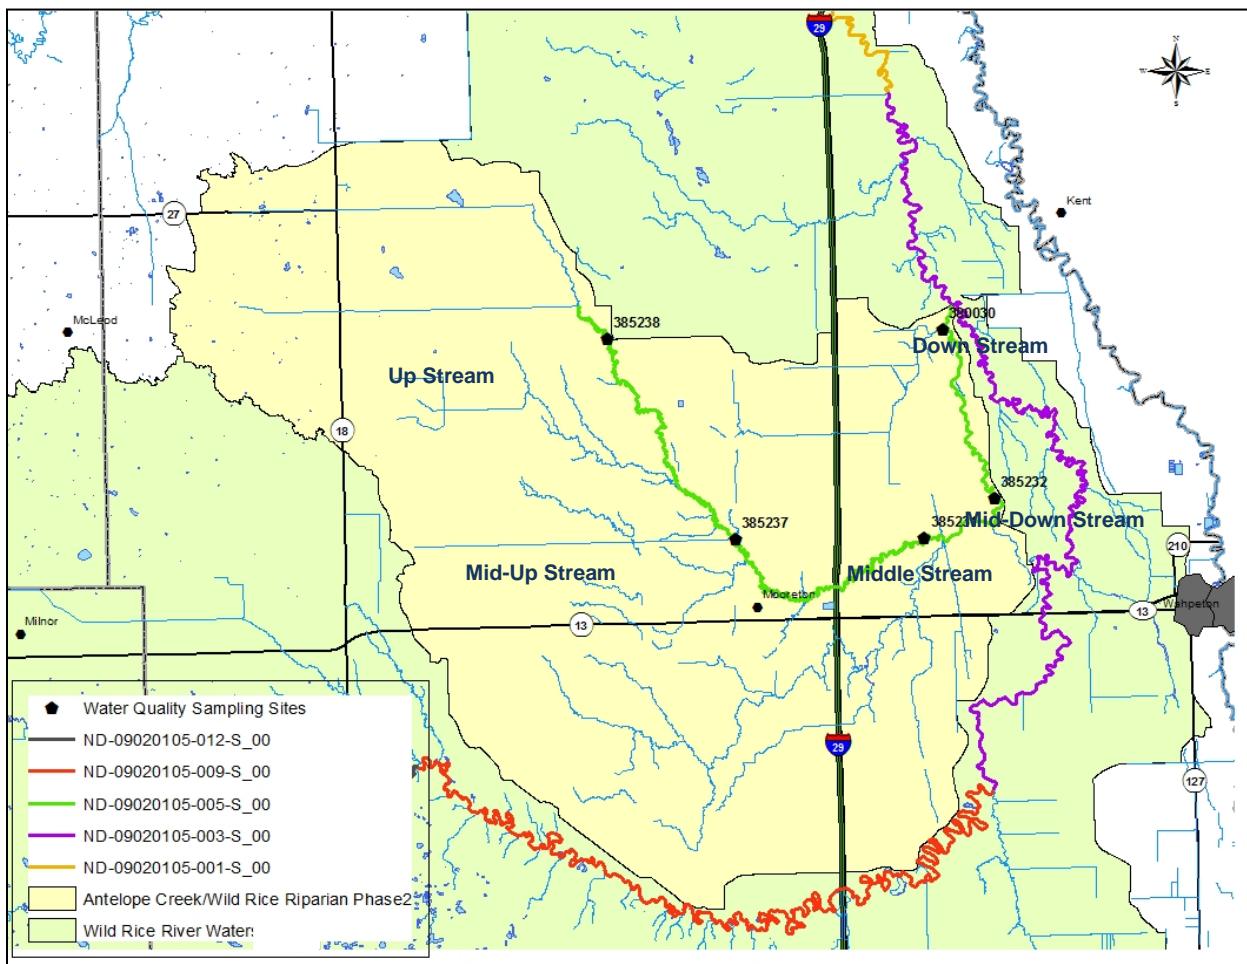 29
N
W E
S
Kent
27
McLeod
385238
380030
Down Stream
Up Stream
18
385232
385237
Mid-Down Stream
210
Mid-Up Stream
Middle Stream
Mooreton
Wahpeton
13
13
Milnor
Water Quality Sampling Sites
ND-09020105-012-S_00
ND-09020105-009-S_00
ND-09020105-005-S_00
ND-09020105-003-S_00
ND-09020105-001-S_00
Antelope Creek/Wild Rice Riparian Phase2
Wild Rice River Waters
29
127